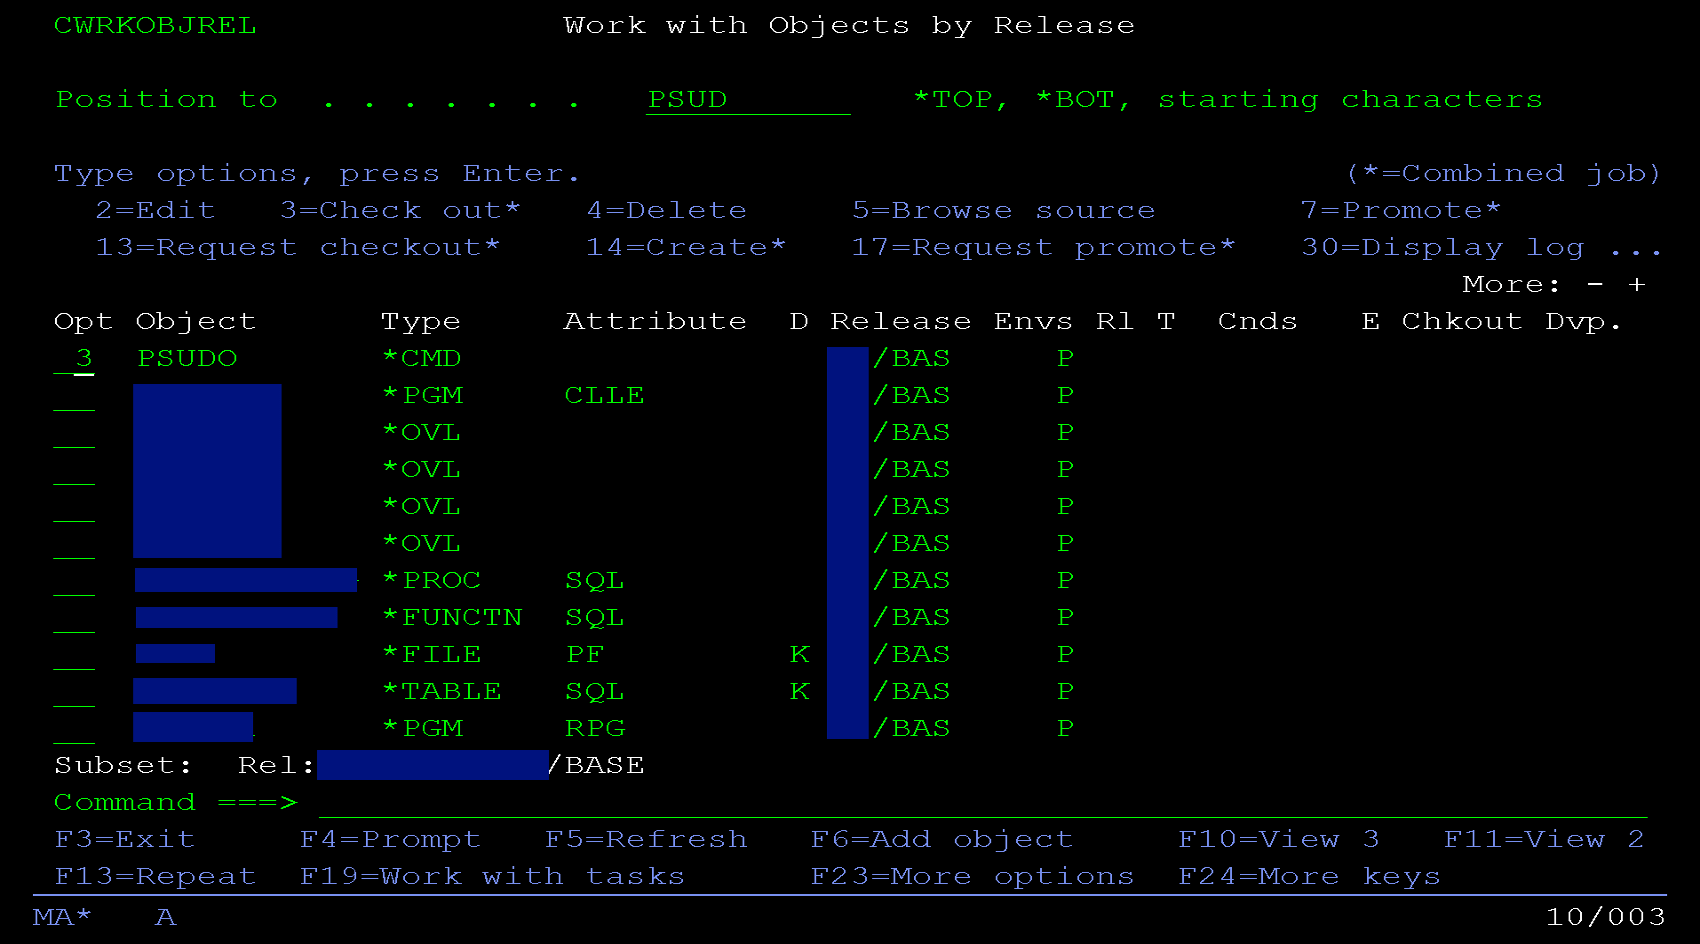 CWRKOBJREL Work with Objects by Release
Position to . . . . . . . PSUD *TOP, *BOT, starting characters
Type options, press Enter. (*=Combined job)
2=Edit 3=Check out* 4=Delete 5=Browse source 7=Promote*
13=Request checkout* 14=Create* 17=Request promote* 30=Display log ...
More: - +
Opt Object Type Attribute D Release Envs Rl T Cnds E Chkout Dvp.
3 PSUDO *CMD /BAS P
*PGM CLLE /BAS P
*OVL /BAS P
*OVL /BAS P
*OVL /BAS P
*OVL /BAS P
*PROC SQL /BAS P
*FUNCTN SQL /BAS P
*FILE PF K /BAS P
*TABLE SQL K /BAS P
*PGM RPG /BAS P
Subset: Rel: /BASE
Command ===>
F3=Exit F4=Prompt F5=Refresh F6=Add object F10=View 3 F11=View 2
F13=Repeat F19=Work with tasks F23=More options F24=More keys
MA* A 10/003